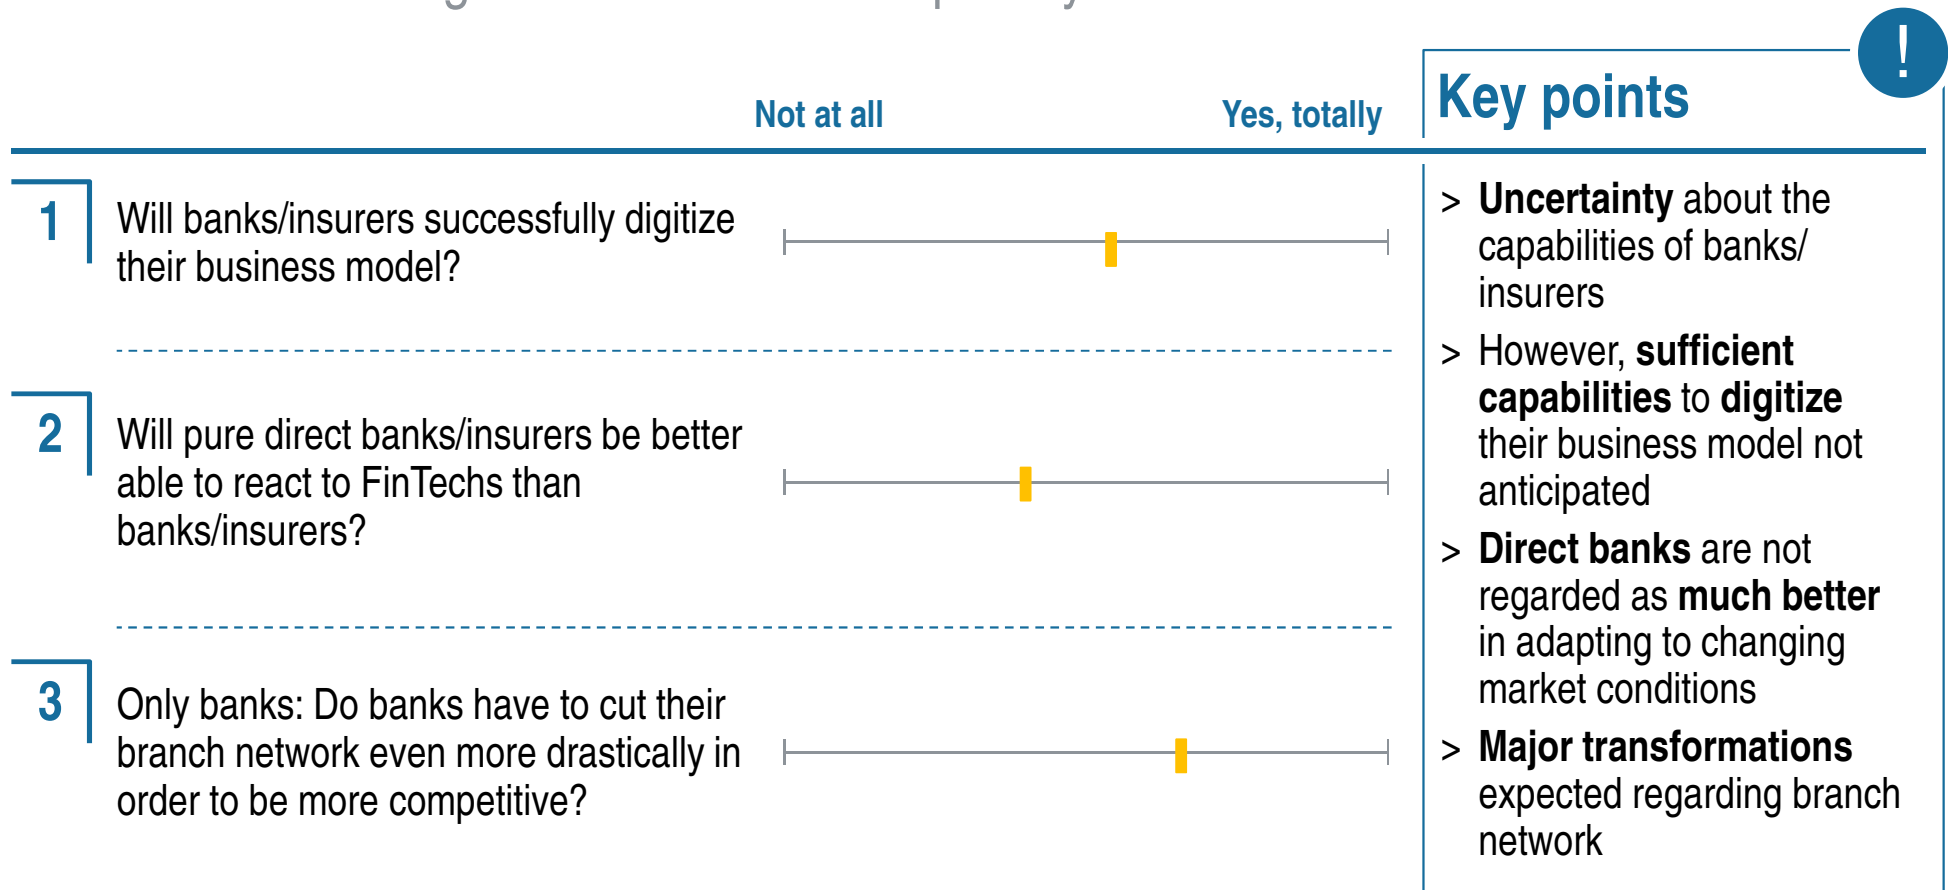 Not at all
Yes, totally
Key points
!
1
Will banks/insurers successfully digitize
their business model?
2
Will pure direct banks/insurers be better
able to react to FinTechs than
banks/insurers?
3
Only banks: Do banks have to cut their
branch network even more drastically in
order to be more competitive?
> Uncertainty about the
capabilities of banks/
insurers
> However, sufficient
capabilities to digitize
their business model not
anticipated
> Direct banks are not
regarded as much better
in adapting to changing
market conditions
> Major transformations
expected regarding branch
network